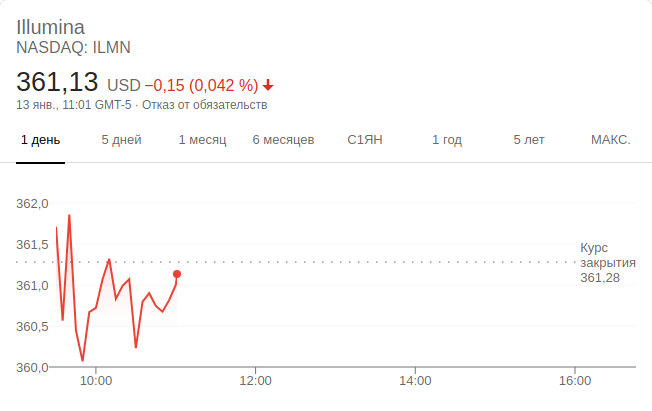 Illumina
NASDAQ: ILMN
361,13 USD −0,15 (0,042 %)
13 янв., 11:01 GMT-5 · Отказ от обязательств
1 день 5 дней 1 месяц 6 месяцев С1ЯН 1 год 5 лет МАКС.
362,0
361,5
361,0
360,5
360,0
Курс
закрытия
361,28
10:00 12:00 14:00 16:00